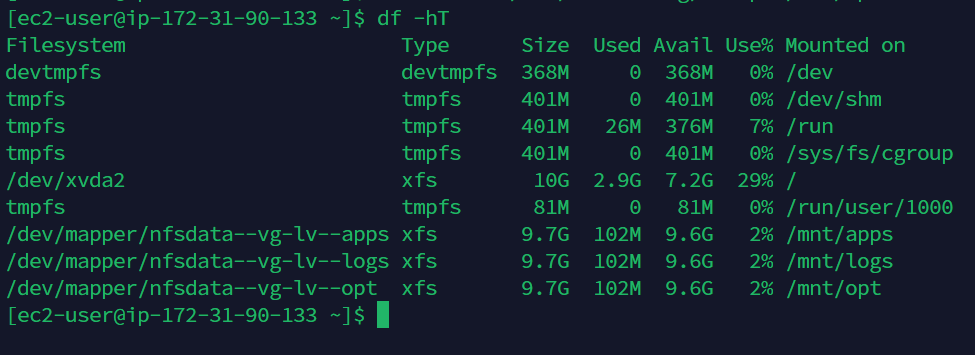 [ec2-user@ip-172-31-90-133 ~]$ df -hT
Filesystem                        Type      Size  Used Avail Use% Mounted on
devtmpfs                          devtmpfs  368M     0  368M   0% /dev
tmpfs                             tmpfs     401M     0  401M   0% /dev/shm
tmpfs                             tmpfs     401M   26M  376M   7% /run
tmpfs                             tmpfs     401M     0  401M   0% /sys/fs/cgroup
/dev/xvda2                        xfs        10G  2.9G  7.2G  29% /
tmpfs                             tmpfs      81M     0   81M   0% /run/user/1000
/dev/mapper/nfsdata--vg-lv--apps xfs       9.7G  102M  9.6G   2% /mnt/apps
/dev/mapper/nfsdata--vg-lv--logs xfs       9.7G  102M  9.6G   2% /mnt/logs
/dev/mapper/nfsdata--vg-lv--opt  xfs       9.7G  102M  9.6G   2% /mnt/opt
[ec2-user@ip-172-31-90-133 ~]$